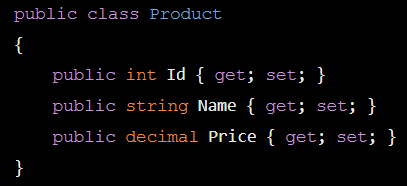 public class Product
{
    public int Id { get; set; }
    public string Name { get; set; }
    public decimal Price { get; set; }
}